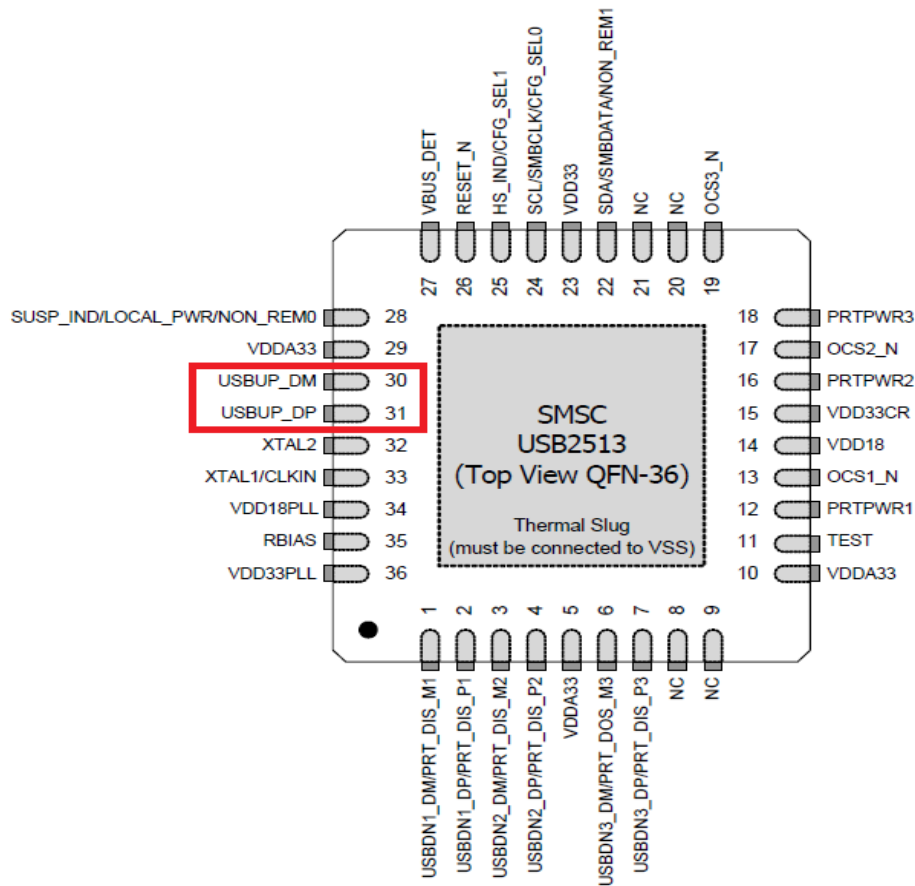 VBUS_DET
RESET_N
HS_IND/CFG_SEL1
SCL/SMBCLK/CFG_SEL0
VDD33
SDA/SMBDATA/NON_REM1
NC
NC
OCS3_N
27
26
25
24
23
22
21
20
19
SUSP_IND/LOCAL_PWR/NON_REM0 28
VDDA33 29
USBUP_DM 30
USBUP_DP 31
XTAL2 32
XTAL1/CLKIN 33
VDD18PLL 34
RBIAS 35
VDD33PLL 36
SMSC
USB2513
(Top View QFN-36)
Thermal Slug
(must be connected to VSS)
18 PRTPWR3
17 OCS2_N
16 PRTPWR2
15 VDD33CR
14 VDD18
13 OCS1_N
12 PRTPWR1
11 TEST
10 VDDA33
1
2
3
4
5
6
7
8
9
USBDN1_DM/PRT_DIS_M1
USBDN1_DP/PRT_DIS_P1
USBDN2_DM/PRT_DIS_M2
USBDN2_DP/PRT_DIS_P2
VDDA33
USBDN3_DM/PRT_DOS_M3
USBDN3_DP/PRT_DIS_P3
NC
NC